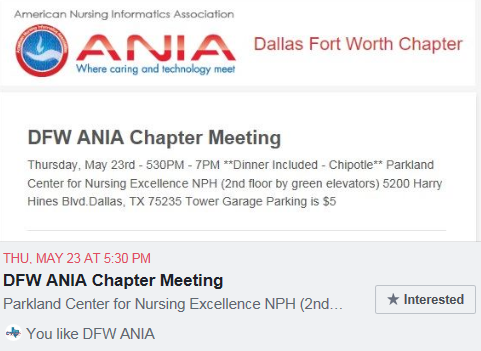 American Nursing Informatics Association
ANIA
Where caring and technology meet
Dallas Fort Worth Chapter
DFW ANIA Chapter Meeting
Thursday, May 23rd - 530PM - 7PM **Dinner Included - Chipotle** Parkland
Center for Nursing Excellence NPH (2nd floor by green elevators) 5200 Harry
Hines Blvd.Dallas, TX 75235 Tower Garage Parking is $5
THU, MAY 23 AT 5:30 PM
DFW ANIA Chapter Meeting
Parkland Center for Nursing Excellence NPH (2nd...
★ Interested
You like DFW ANIA